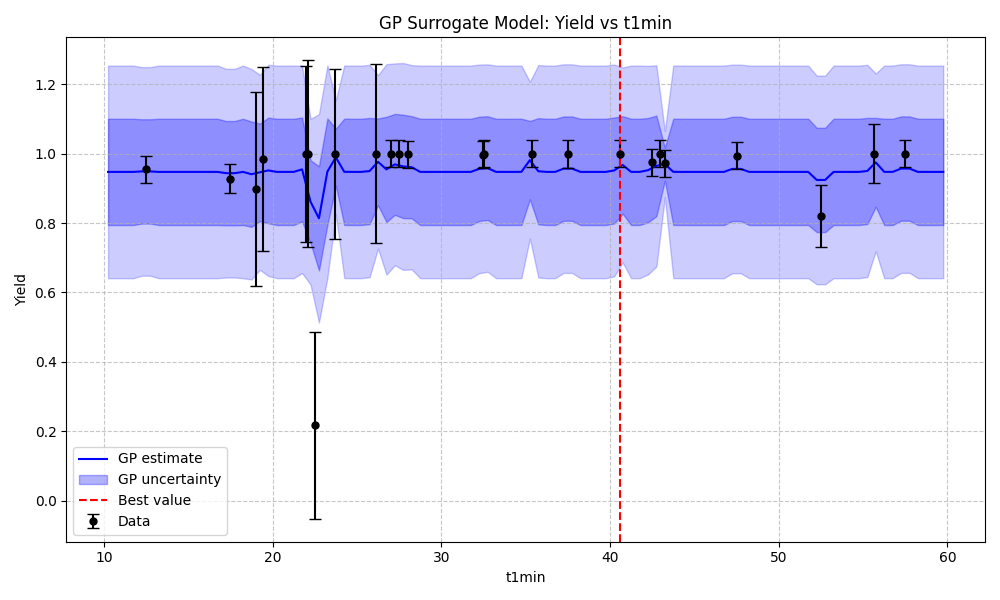 GP Surrogate Model: Yield vs t1min
Yield
1.2
1.0
0.8
0.6
0.4
0.2
0.0
GP estimate
GP uncertainty
Best value
Data
10
20
30
40
50
60
t1min